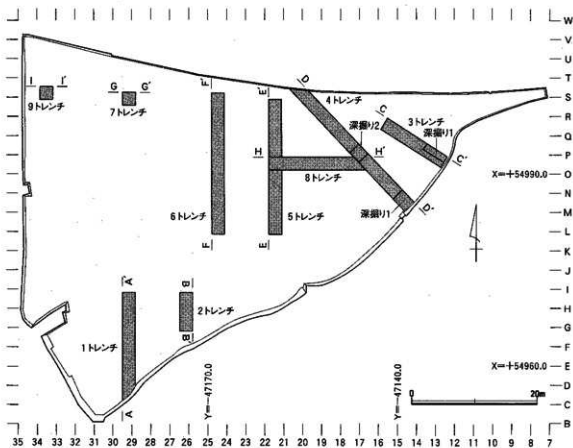 W
V
U
T
S
R
Q
P
O
N
M
L
K
J
I
H
G
F
E
D
C
B
I I'
9トレンチ
G G'
7トレンチ
F'
E'
D
4トレンチ
C
3トレンチ
深掘り2
深掘り1
H
H'
C'
8トレンチ
X=+54990.0
6トレンチ
5トレンチ
深掘り1
D'
F
E
A'
B'
2トレンチ
1トレンチ
B
A
Y=-47170.0
Y=-47140.0
X=+54960.0
0 20m
35 34 33 32 31 30 29 28 27 26 25 24 23 22 21 20 19 18 17 16 15 14 13 12 11 10 9 8 7